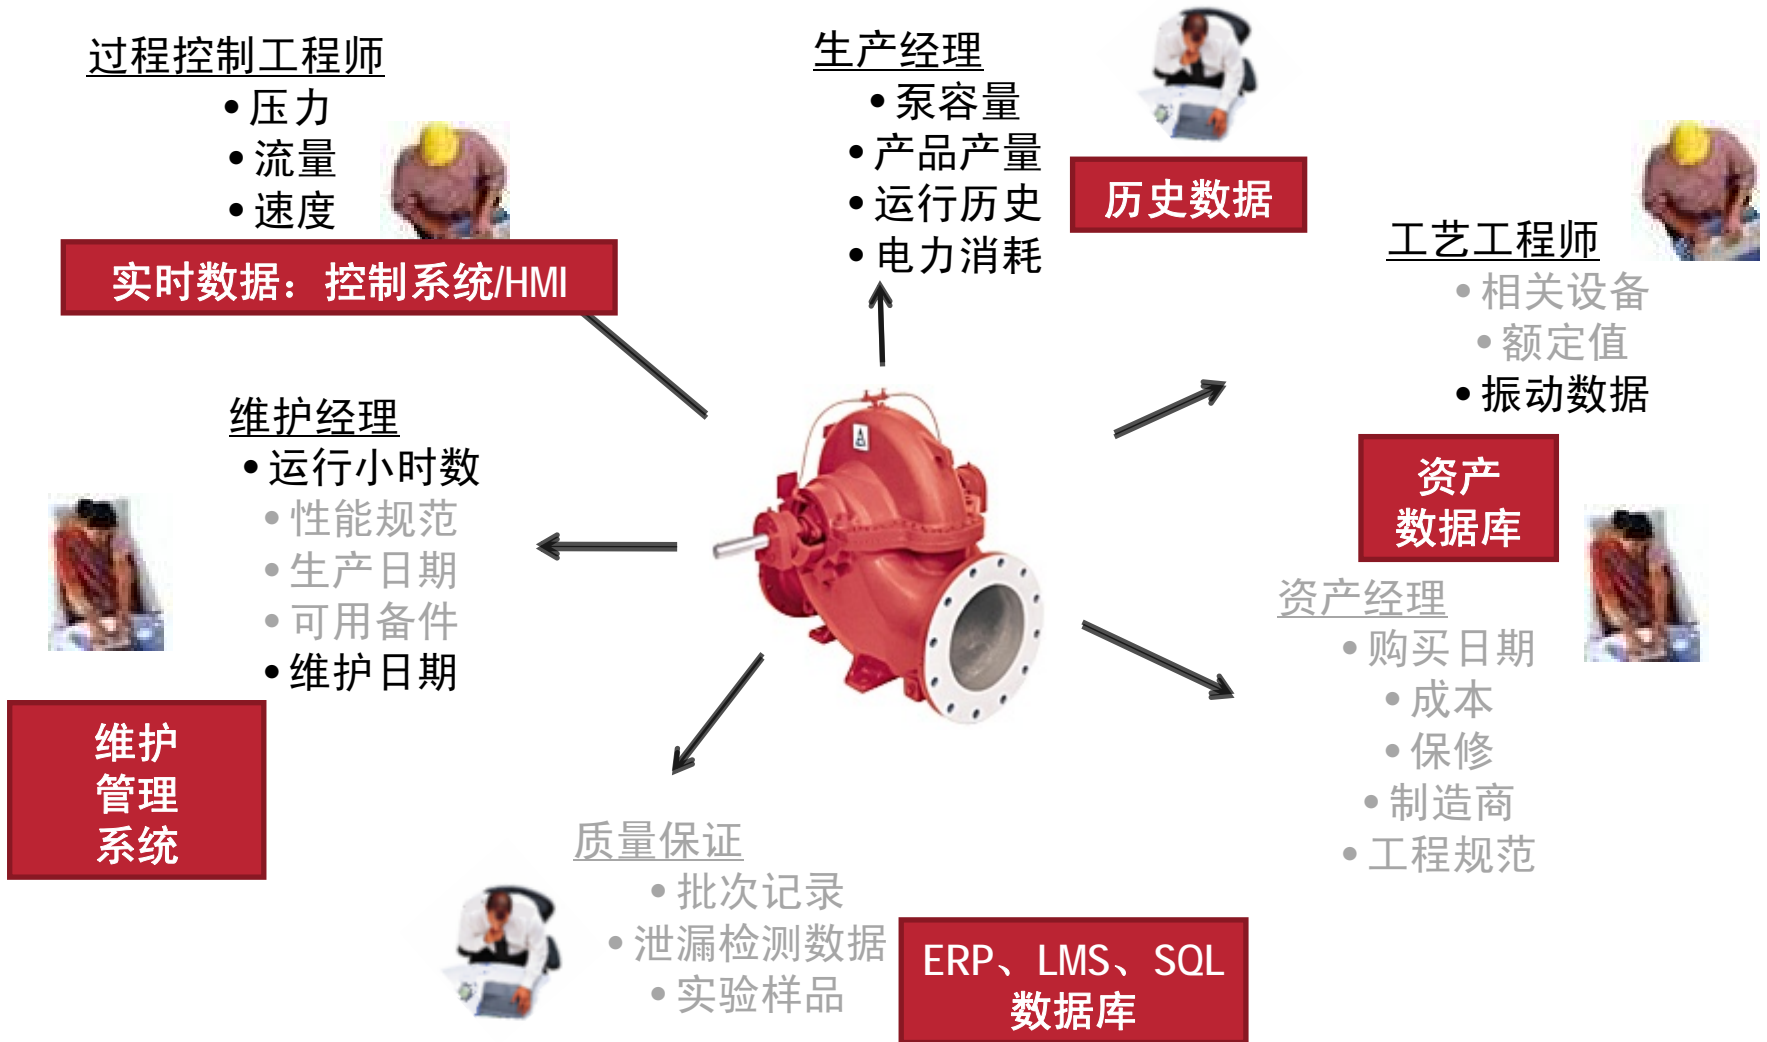 过程控制工程师
•压力
•流量
•速度
实时数据：控制系统/HMI
生产经理
•泵容量
•产品产量
•运行历史
•电力消耗
历史数据
工艺工程师
•相关设备
•额定值
•振动数据
资产
数据库
维护经理
•运行小时数
•性能规范
•生产日期
•可用备件
•维护日期
维护
管理
系统
资产经理
•购买日期
•成本
•保修
•制造商
•工程规范
质量保证
•批次记录
•泄漏检测数据
•实验样品
ERP、LMS、SQL
数据库